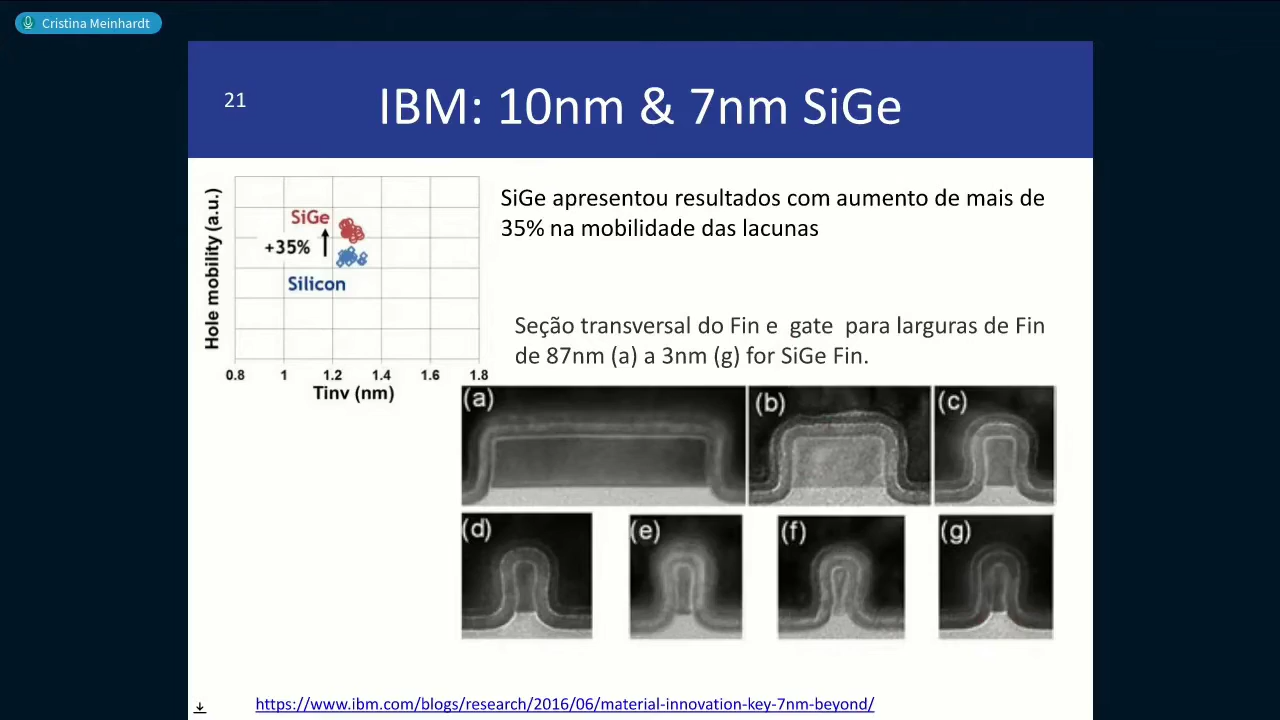 Cristina Meinhardt
21
IBM: 10nm & 7nm SiGe
Hole mobility (a.u.)
SiGe
+35%
Silicon
0.8 1 1.2 1.4 1.6 1.8
Tinv (nm)
SiGe apresentou resultados com aumento de mais de
35% na mobilidade das lacunas
Seção transversal do Fin e gate para larguras de Fin
de 87nm (a) a 3nm (g) for SiGe Fin.
(a) (b) (c)
(d) (e) (f) (g)
https://www.ibm.com/blogs/research/2016/06/material-innovation-key-7nm-beyond/